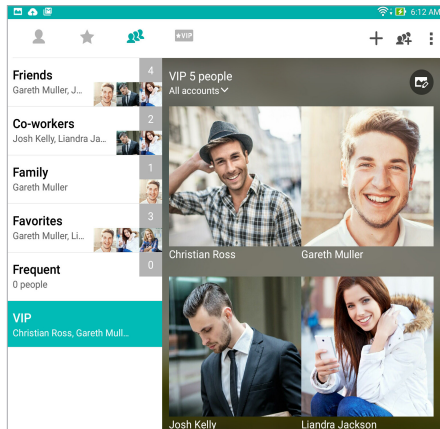 6:12 AM
VIP
Friends
4
Gareth Muller, J...
Co-workers
2
Josh Kelly, Liandra Ja...
Family
1
Gareth Muller
Favorites
3
Gareth Muller, Li...
Frequent
0
0 people
VIP
Christian Ross, Gareth Mull...
VIP 5 people
All accounts
Christian Ross
Gareth Muller
Josh Kelly
Liandra Jackson